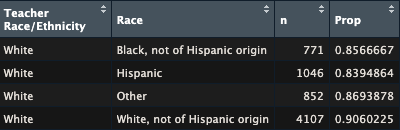 Teacher Race/Ethnicity Race n Prop
White Black, not of Hispanic origin 771 0.8566667
White Hispanic 1046 0.8394864
White Other 852 0.8693878
White White, not of Hispanic origin 4107 0.9060225